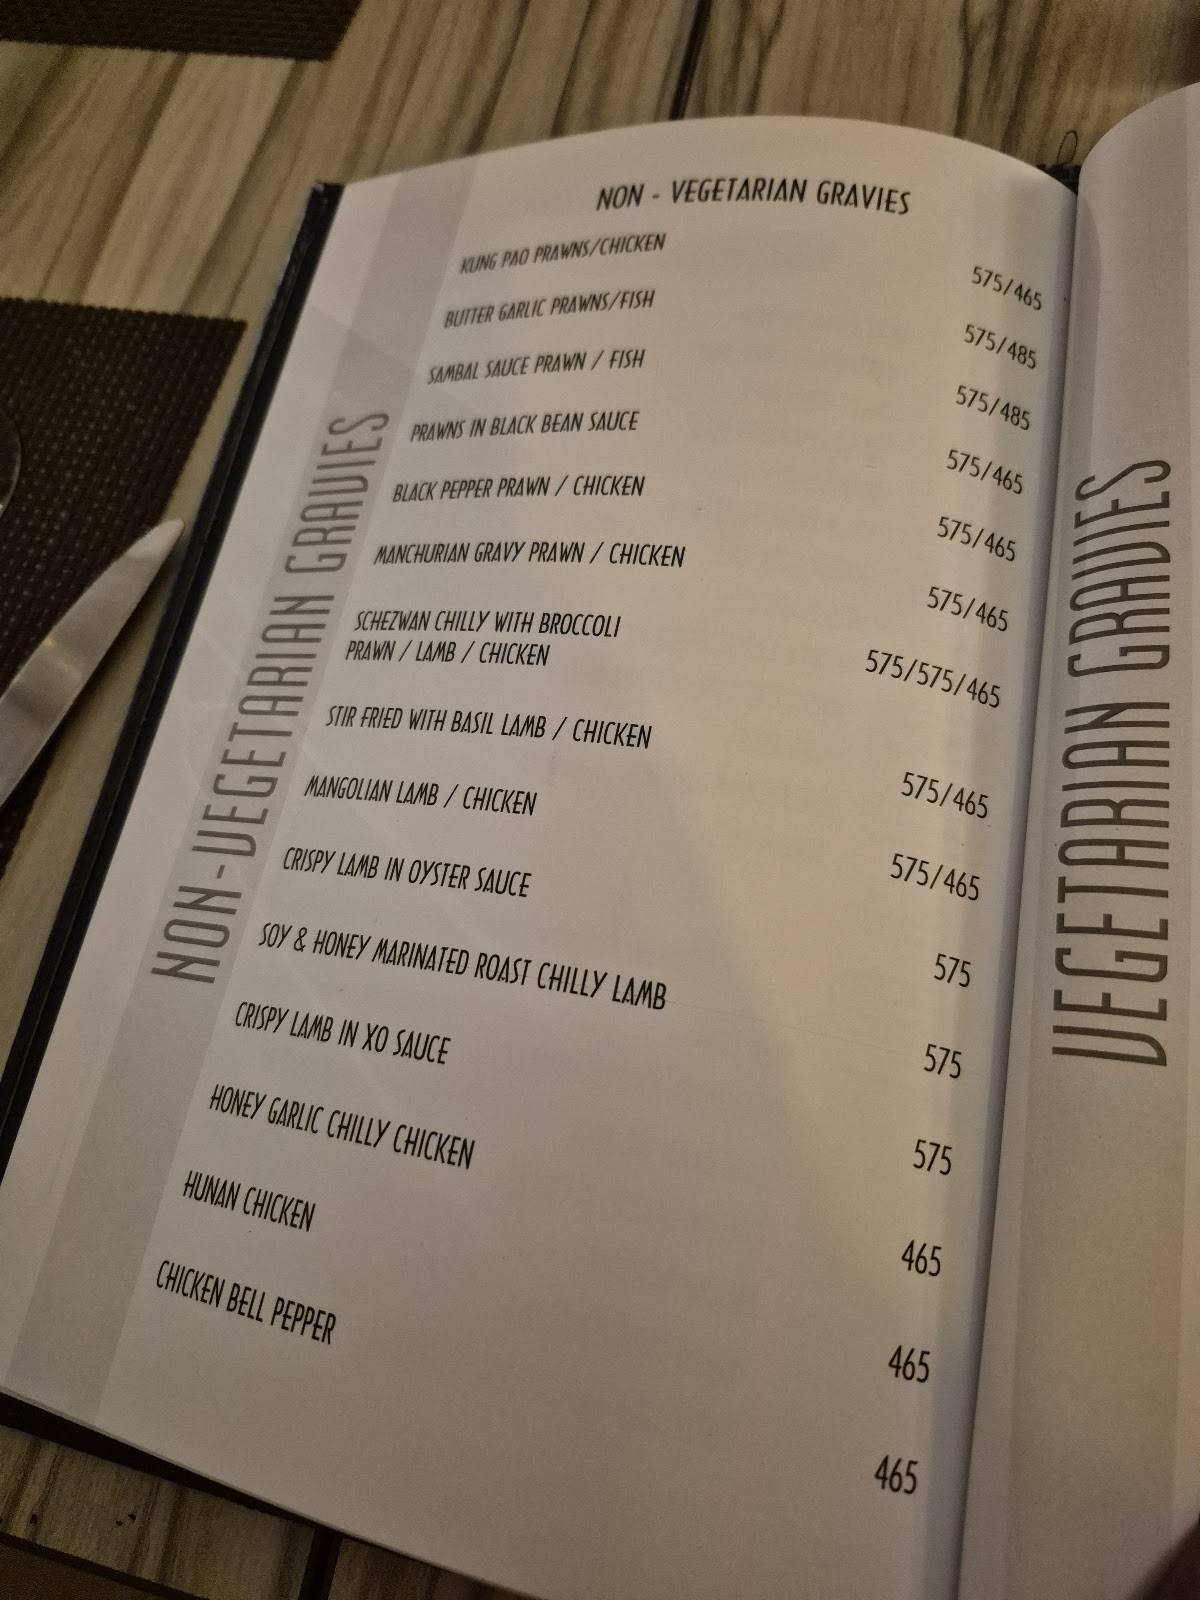 NON - VEGETARIAN GRAVIES
KUNG PAO PRAWNS/CHICKEN 575/465
BUTTER GARLIC PRAWNS/FISH 575/485
SAMBAL SAUCE PRAWN / FISH 575/485
PRAWNS IN BLACK BEAN SAUCE 575/465
BLACK PEPPER PRAWN / CHICKEN 575/465
MANCHURIAN GRAVY PRAWN / CHICKEN 575/465
SCHEZWAN CHILLY WITH BROCCOLI
PRAWN / LAMB / CHICKEN 575/575/465
STIR FRIED WITH BASIL LAMB / CHICKEN 575/465
MANGOLIAN LAMB / CHICKEN 575/465
CRISPY LAMB IN OYSTER SAUCE 575
SOY & HONEY MARINATED ROAST CHILLY LAMB 575
CRISPY LAMB IN XO SAUCE 575
HONEY GARLIC CHILLY CHICKEN 465
HUNAN CHICKEN 465
CHICKEN BELL PEPPER 465
NON-VEGETARIAN GRAVIES
VEGETARIAN GRAVIES